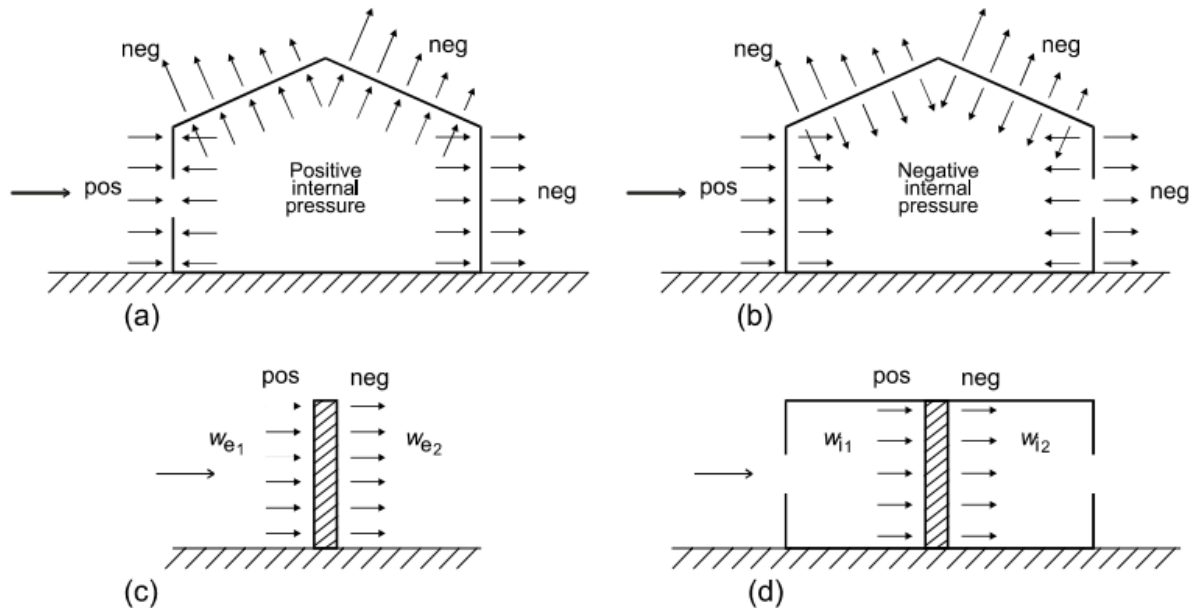 neg
neg
pos
Positive
internal
pressure
neg
(a)
neg
neg
pos
Negative
internal
pressure
neg
(b)
pos neg
we1
we2
(c)
pos neg
wi1
wi2
(d)